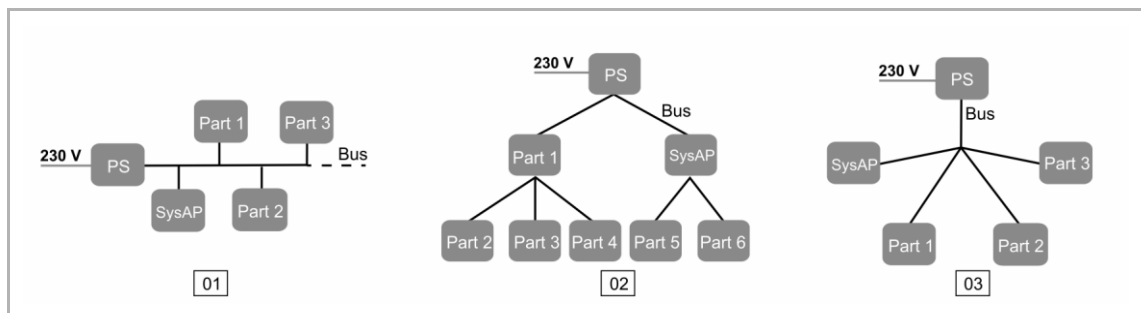 230 V
PS
Part 1
Part 3
Bus
SysAP
Part 2
01
230 V
PS
Bus
Part 1
SysAP
Part 2
Part 3
Part 4
Part 5
Part 6
02
230 V
PS
Bus
SysAP
Part 3
Part 1
Part 2
03